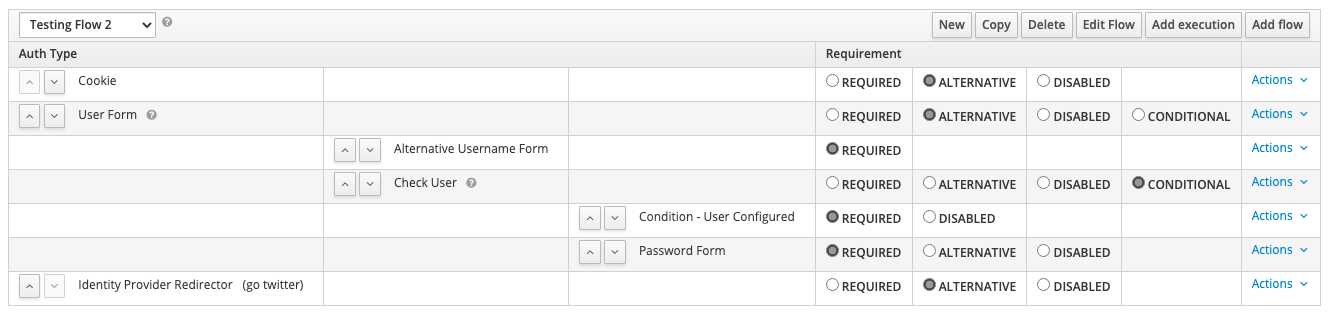 Testing Flow 2 New Copy Delete Edit Flow Add execution Add flow
Auth Type Requirement
Cookie REQUIRED ALTERNATIVE DISABLED Actions
User Form REQUIRED ALTERNATIVE DISABLED CONDITIONAL Actions
Alternative Username Form REQUIRED Actions
Check User REQUIRED ALTERNATIVE DISABLED CONDITIONAL Actions
Condition - User Configured REQUIRED DISABLED Actions
Password Form REQUIRED ALTERNATIVE DISABLED Actions
Identity Provider Redirector (go twitter) REQUIRED ALTERNATIVE DISABLED Actions